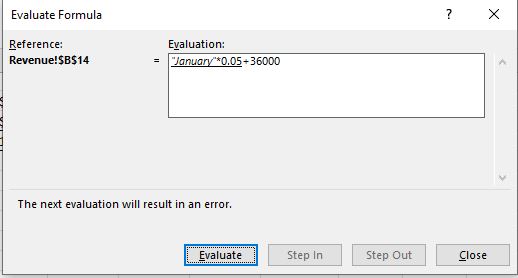 Evaluate Formula
? ×
Reference: Evaluation:
Revenue!$B$14 = "January"*0.05+36000
The next evaluation will result in an error.
Evaluate Step In Step Out Close